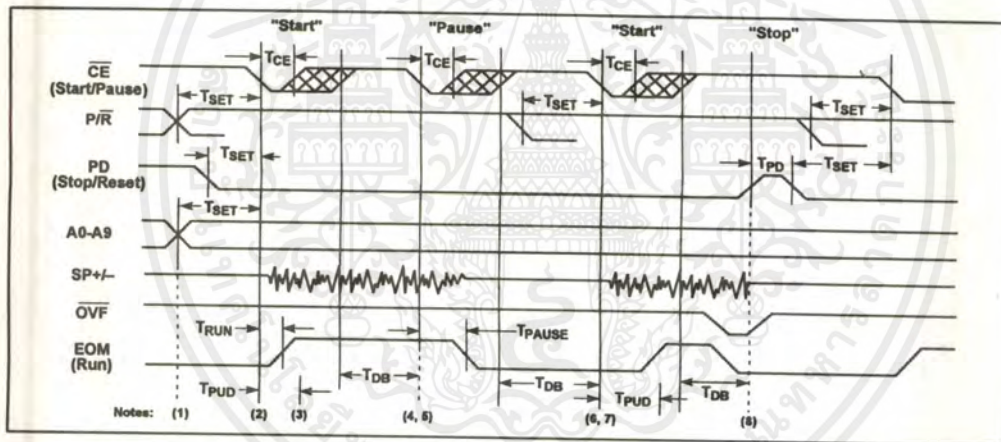 "Start" "Pause" "Start" "Stop"
CE TCE TCE TCE
(Start/Pause)
TSET TSET TSET
P/R
TSET TPD TSET
PD
(Stop/Reset)
TSET
A0-A9
SP+/–
OVF
TRUN TPAUSE
EOM
(Run)
TDB TDB
TPUD TPUD TDB
Notes: (1) (2) (3) (4, 5) (6, 7) (8)